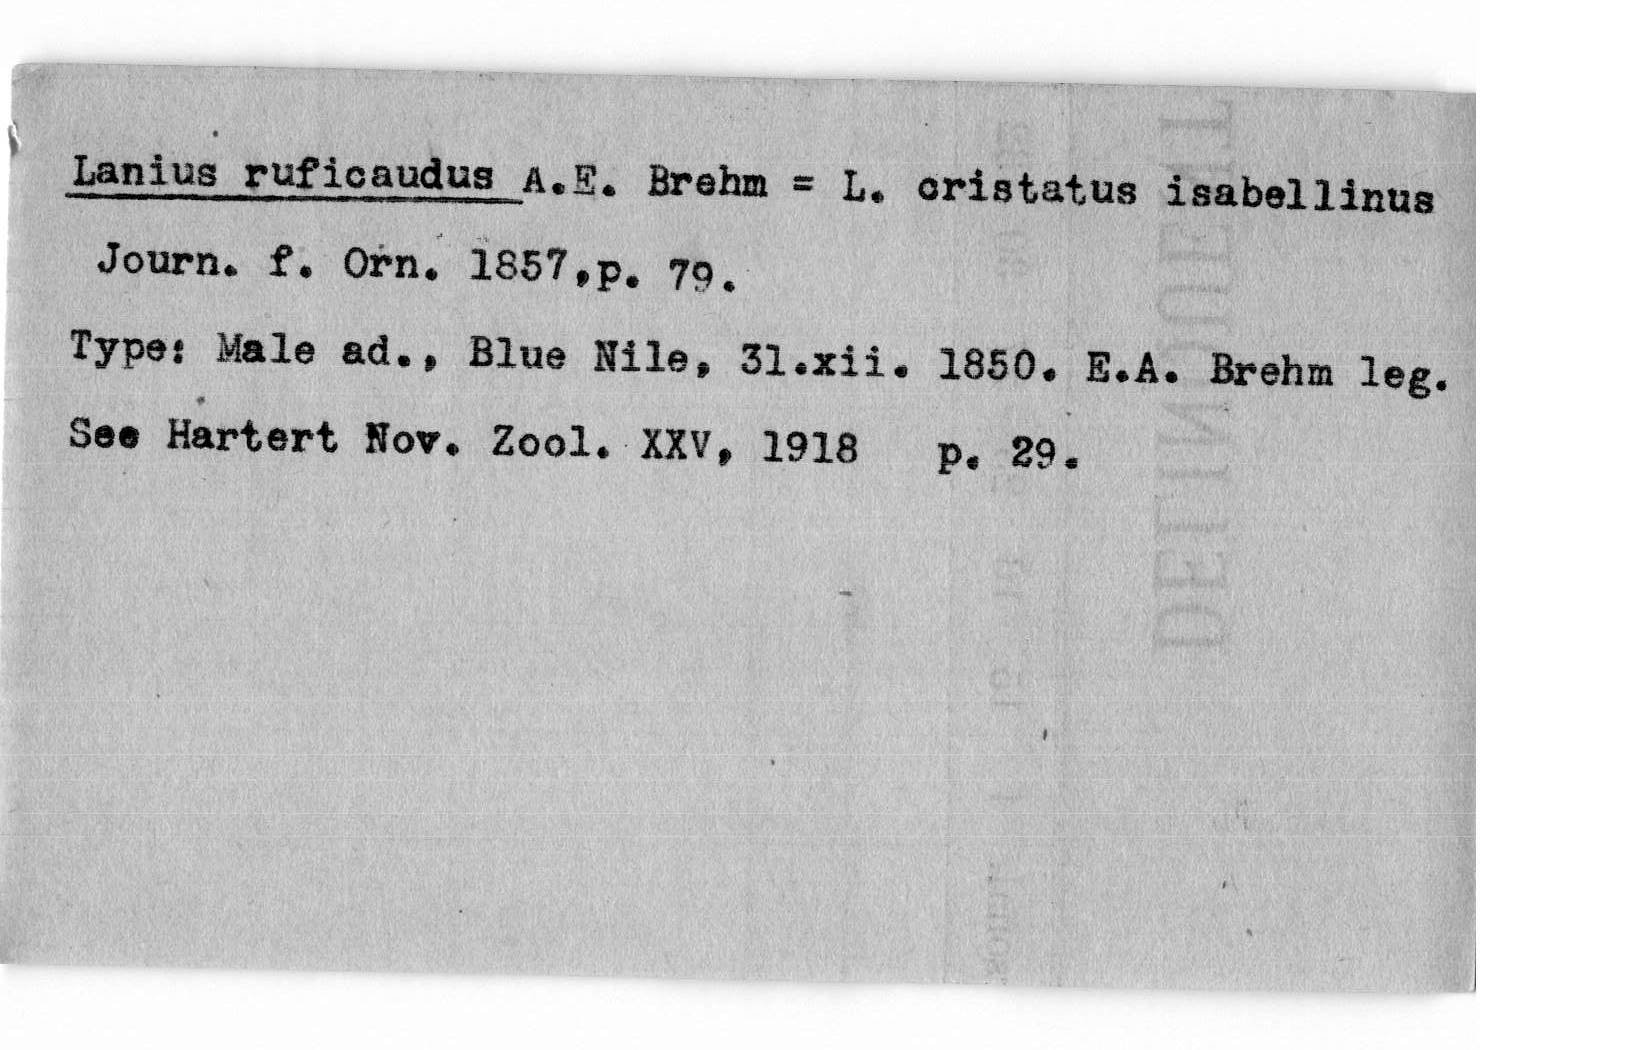 Lanius ruficaudus A.E. Brehm = L. cristatus isabellinus
Journ. f. Orn. 1857,p. 79.
Type: Male ad., Blue Nile, 31.xii. 1850. E.A. Brehm leg.
See Hartert Nov. Zool. XXV, 1918 p. 29.